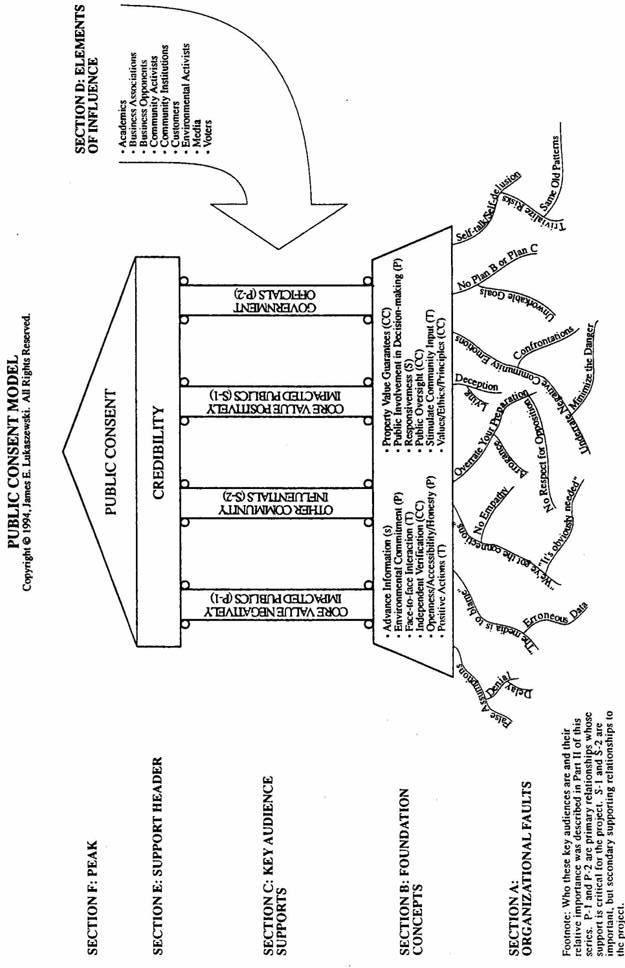 PUBLIC CONSENT MODEL
Copyright © 1994, James E. Lukaszewski. All Rights Reserved.
SECTION F: PEAK
PUBLIC CONSENT
SECTION E: SUPPORT HEADER
CREDIBILITY
SECTION D: ELEMENTS
OF INFLUENCE
• Academics
• Business Associations
• Business Opponents
• Community Activists
• Community Institutions
• Customers
• Environmental Activists
• Media
• Voters
SECTION C: KEY AUDIENCE
SUPPORTS
CORE VALUE NEGATIVELY
IMPACTED PUBLICS (P-1)
OTHER COMMUNITY
INFLUENTIALS (S-2)
CORE VALUE POSITIVELY
IMPACTED PUBLICS (S-1)
GOVERNMENT
OFFICIALS (P-2)
SECTION B: FOUNDATION
CONCEPTS
• Advance Information (s)
• Environmental Commitment (P)
• Face-to-face Interaction (T)
• Independent Verification (CC)
• Openness/Accessibility/Honesty (P)
• Positive Actions (T)
• Property Value Guarantees (CC)
• Public Involvement in Decision-making (P)
• Responsiveness (S)
• Public Oversight (CC)
• Stimulate Community Input (T)
• Values/Ethics/Principles (CC)
SECTION A:
ORGANIZATIONAL FAULTS
False Assumptions
Denial
Delay
"The media is to blame"
Erroneous Data
"We've got the connections"
No Empathy
"It's obviously needed"
Overrate Your Preparation
Arrogance
No Respect for Opposition
Lying
Deception
Underrate Negative Community Emotions
Confrontations
Minimize the Danger
No Plan B or Plan C
Unworkable Goals
Self-talk/Self-delusion
Trivialize Risks
Same Old Patterns
Footnote: Who these key audiences are and their
relative importance was described in Part II of this
series. P-1 and P-2 are primary relationships whose
support is critical for the project. S-1 and S-2 are
important, but secondary supporting relationships to
the project.